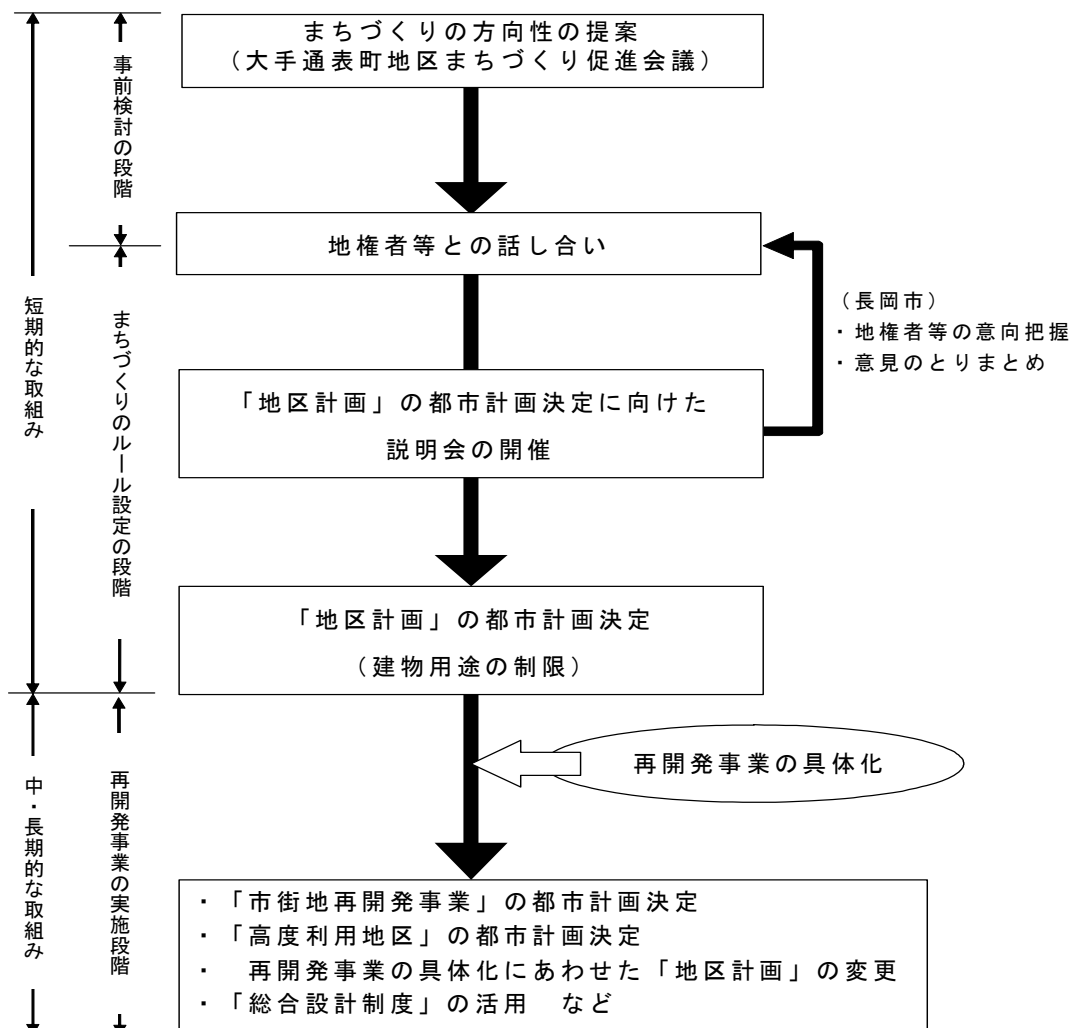 まちづくりの方向性の提案
（大手通表町地区まちづくり促進会議）
事前検討の段階
地権者等との話し合い
（長岡市）
・地権者等の意向把握
・意見のとりまとめ
短期的な取組み
まちづくりのルール設定の段階
「地区計画」の都市計画決定に向けた
説明会の開催
「地区計画」の都市計画決定
（建物用途の制限）
再開発事業の具体化
中・長期的な取組み
再開発事業の実施段階
・「市街地再開発事業」の都市計画決定
・「高度利用地区」の都市計画決定
・　再開発事業の具体化にあわせた「地区計画」の変更
・「総合設計制度」の活用　など